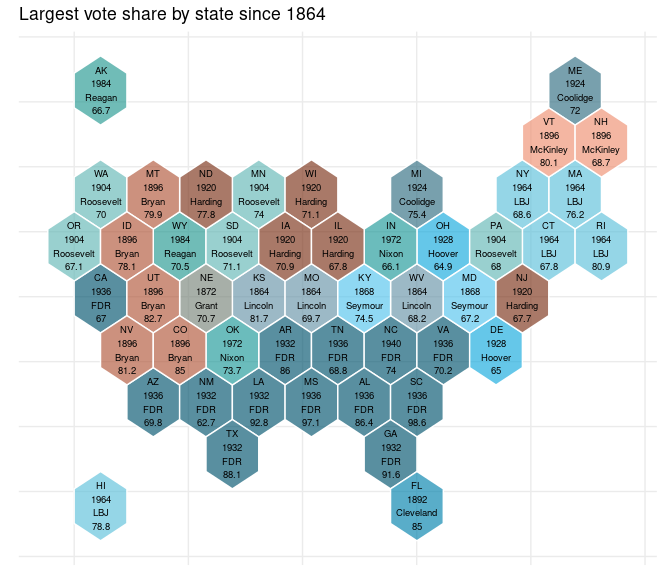 Largest vote share by state since 1864
AK
1984
Reagan
66.7
ME
1924
Coolidge
72
VT
1896
McKinley
80.1
NH
1896
McKinley
68.7
WA
1904
Roosevelt
70
MT
1896
Bryan
79.9
ND
1920
Harding
77.8
MN
1904
Roosevelt
74
WI
1920
Harding
71.1
MI
1924
Coolidge
75.4
NY
1964
LBJ
68.6
MA
1964
LBJ
76.2
OR
1904
Roosevelt
67.1
ID
1896
Bryan
78.1
WY
1984
Reagan
70.5
SD
1904
Roosevelt
71.1
IA
1920
Harding
70.9
IL
1920
Harding
67.8
IN
1972
Nixon
66.1
OH
1928
Hoover
64.9
PA
1904
Roosevelt
68
CT
1964
LBJ
67.8
RI
1964
LBJ
80.9
CA
1936
FDR
67
UT
1896
Bryan
82.7
NE
1872
Grant
70.7
KS
1864
Lincoln
81.7
MO
1864
Lincoln
69.7
KY
1868
Seymour
74.5
WV
1864
Lincoln
68.2
MD
1868
Seymour
67.2
NJ
1920
Harding
67.7
NV
1896
Bryan
81.2
CO
1896
Bryan
85
OK
1972
Nixon
73.7
AR
1932
FDR
86
TN
1936
FDR
68.8
NC
1940
FDR
74
VA
1936
FDR
70.2
DE
1928
Hoover
65
AZ
1936
FDR
69.8
NM
1932
FDR
62.7
LA
1932
FDR
92.8
MS
1936
FDR
97.1
AL
1936
FDR
86.4
SC
1936
FDR
98.6
TX
1932
FDR
88.1
GA
1932
FDR
91.6
HI
1964
LBJ
78.8
FL
1892
Cleveland
85